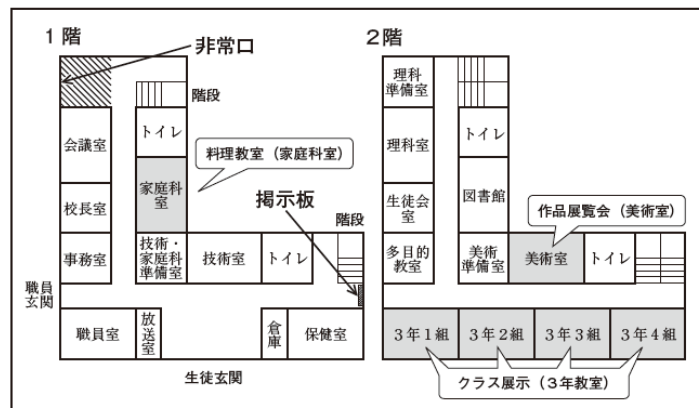 1階
非常口
階段
会議室
トイレ
料理教室（家庭科室）
家庭科
室
校長室
掲示板
階段
事務室
技術・
家庭科
準備室
技術室
トイレ
職員
玄関
職員室
放
送
室
倉
庫
保健室
生徒玄関
2階
理科
準備室
理科室
トイレ
生徒会
室
図書館
作品展覧会（美術室）
多目的
教室
美術
準備室
美術室
トイレ
3年1組
3年2組
3年3組
3年4組
クラス展示（3年教室）